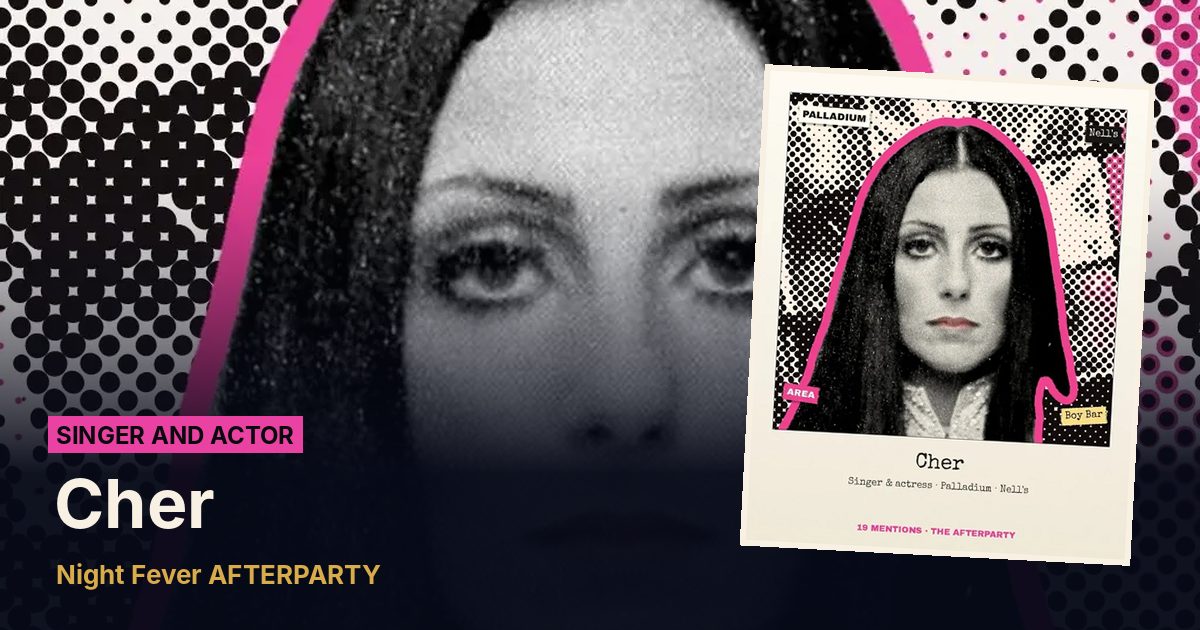 SINGER AND ACTOR
Cher
Night Fever AFTERPARTY
PALLADIUM
Nell's
AREA
Boy Bar
Cher
Singer & actress · Palladium · Nell's
19 MENTIONS · THE AFTERPARTY